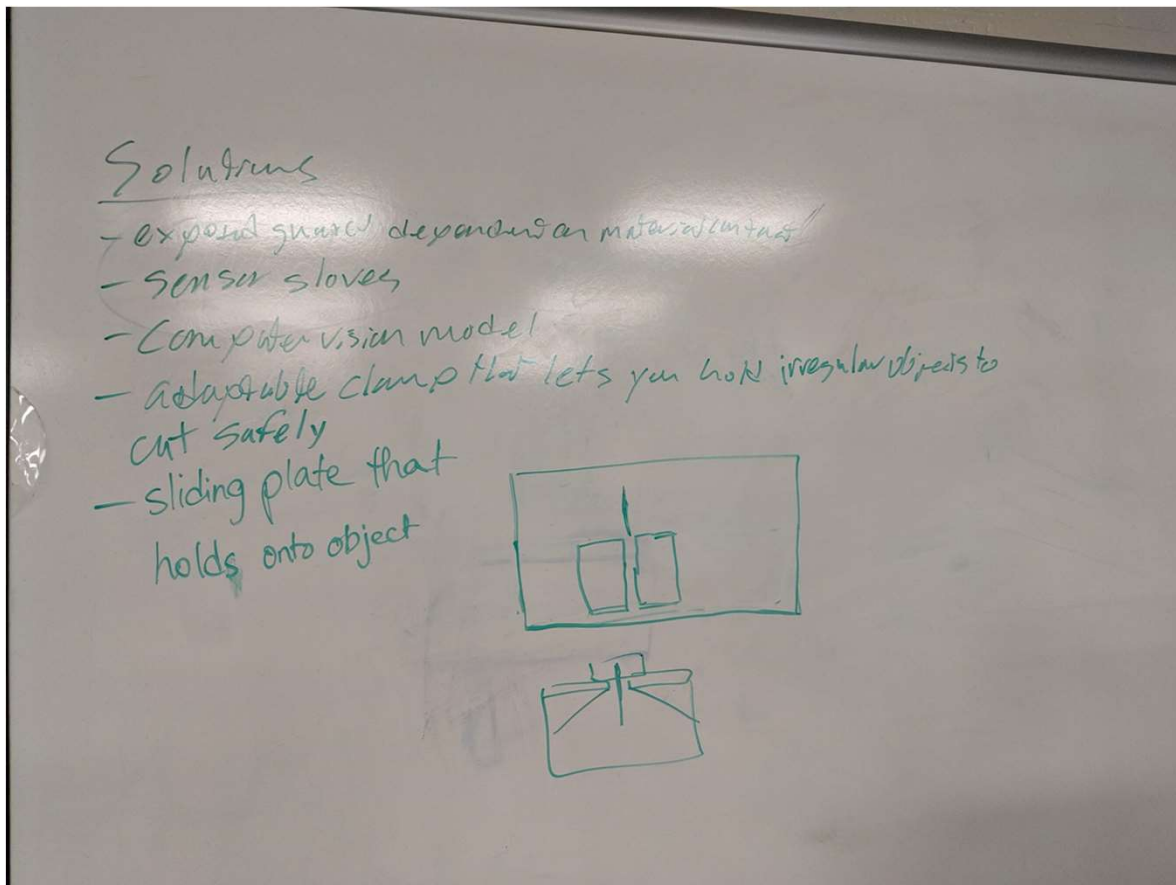 Solutions
- expand guard dependent on material contact
- sensor gloves
- Computer vision model
- adaptable clamp that lets you hold irregular objects to
cut safely
- sliding plate that
holds onto object